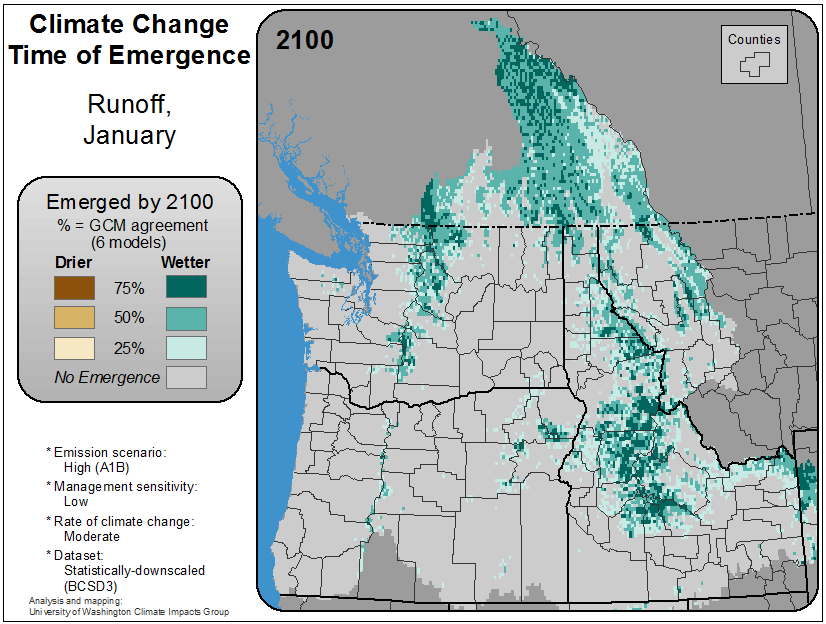 Climate Change
Time of Emergence
Runoff,
January
Emerged by 2100
% = GCM agreement
(6 models)
Drier Wetter
75%
50%
25%
No Emergence
* Emission scenario:
High (A1B)
* Management sensitivity:
Low
* Rate of climate change:
Moderate
* Dataset:
Statistically-downscaled
(BCSD3)
Analysis and mapping:
University of Washington Climate Impacts Group
2100
Counties